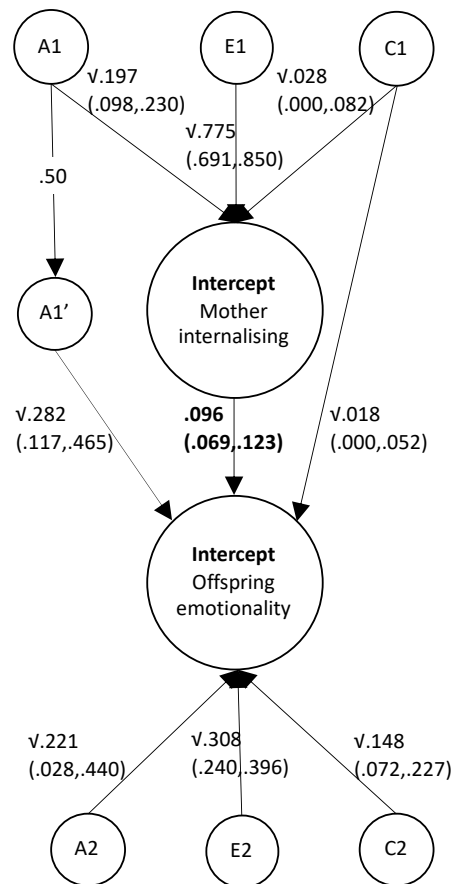 A1
E1
C1
√.197
(.098,.230)
√.028
(.000,.082)
√.775
(.691,.850)
.50
Intercept
Mother
internalising
A1’
√.282
(.117,.465)
.096
(.069,.123)
√.018
(.000,.052)
Intercept
Offspring
emotionality
√.221
(.028,.440)
√.308
(.240,.396)
√.148
(.072,.227)
A2
E2
C2